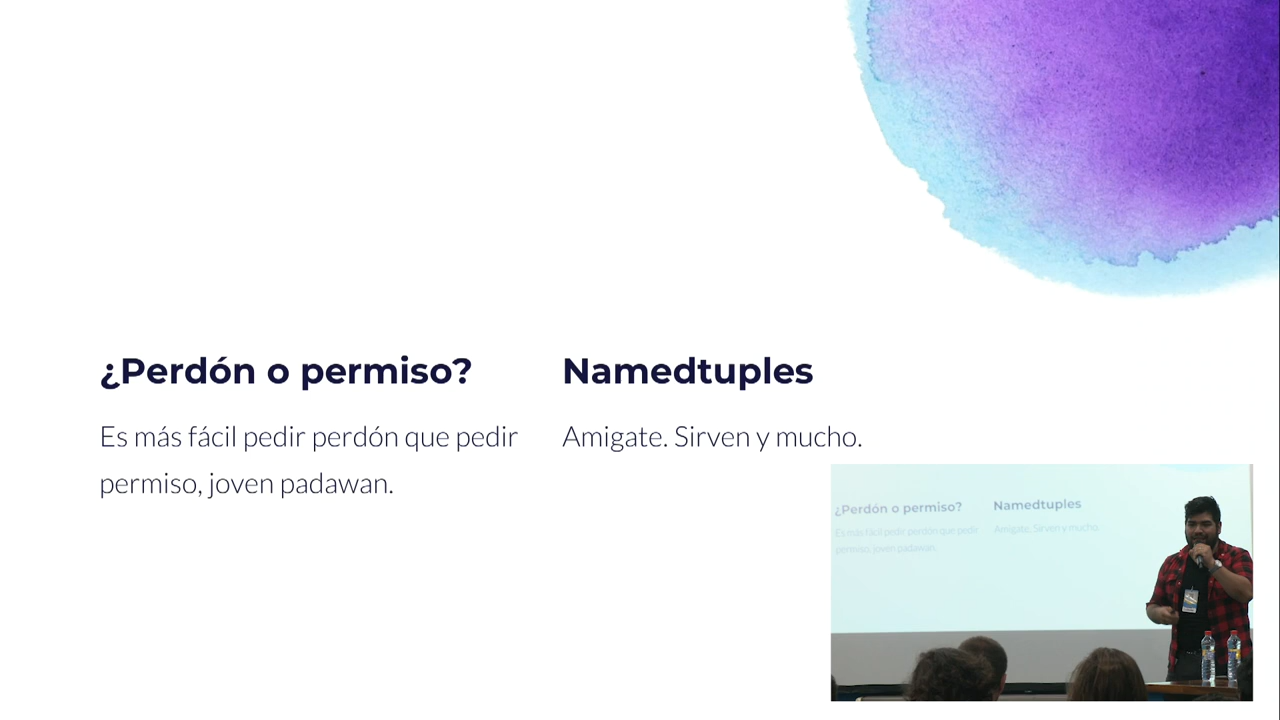 ¿Perdón o permiso?
Es más fácil pedir perdón que pedir
permiso, joven padawan.
Namedtuples
Amigate. Sirven y mucho.
¿Perdón o permiso?
Es más fácil pedir perdón que pedir
permiso, joven padawan.
Namedtuples
Amigate. Sirven y mucho.